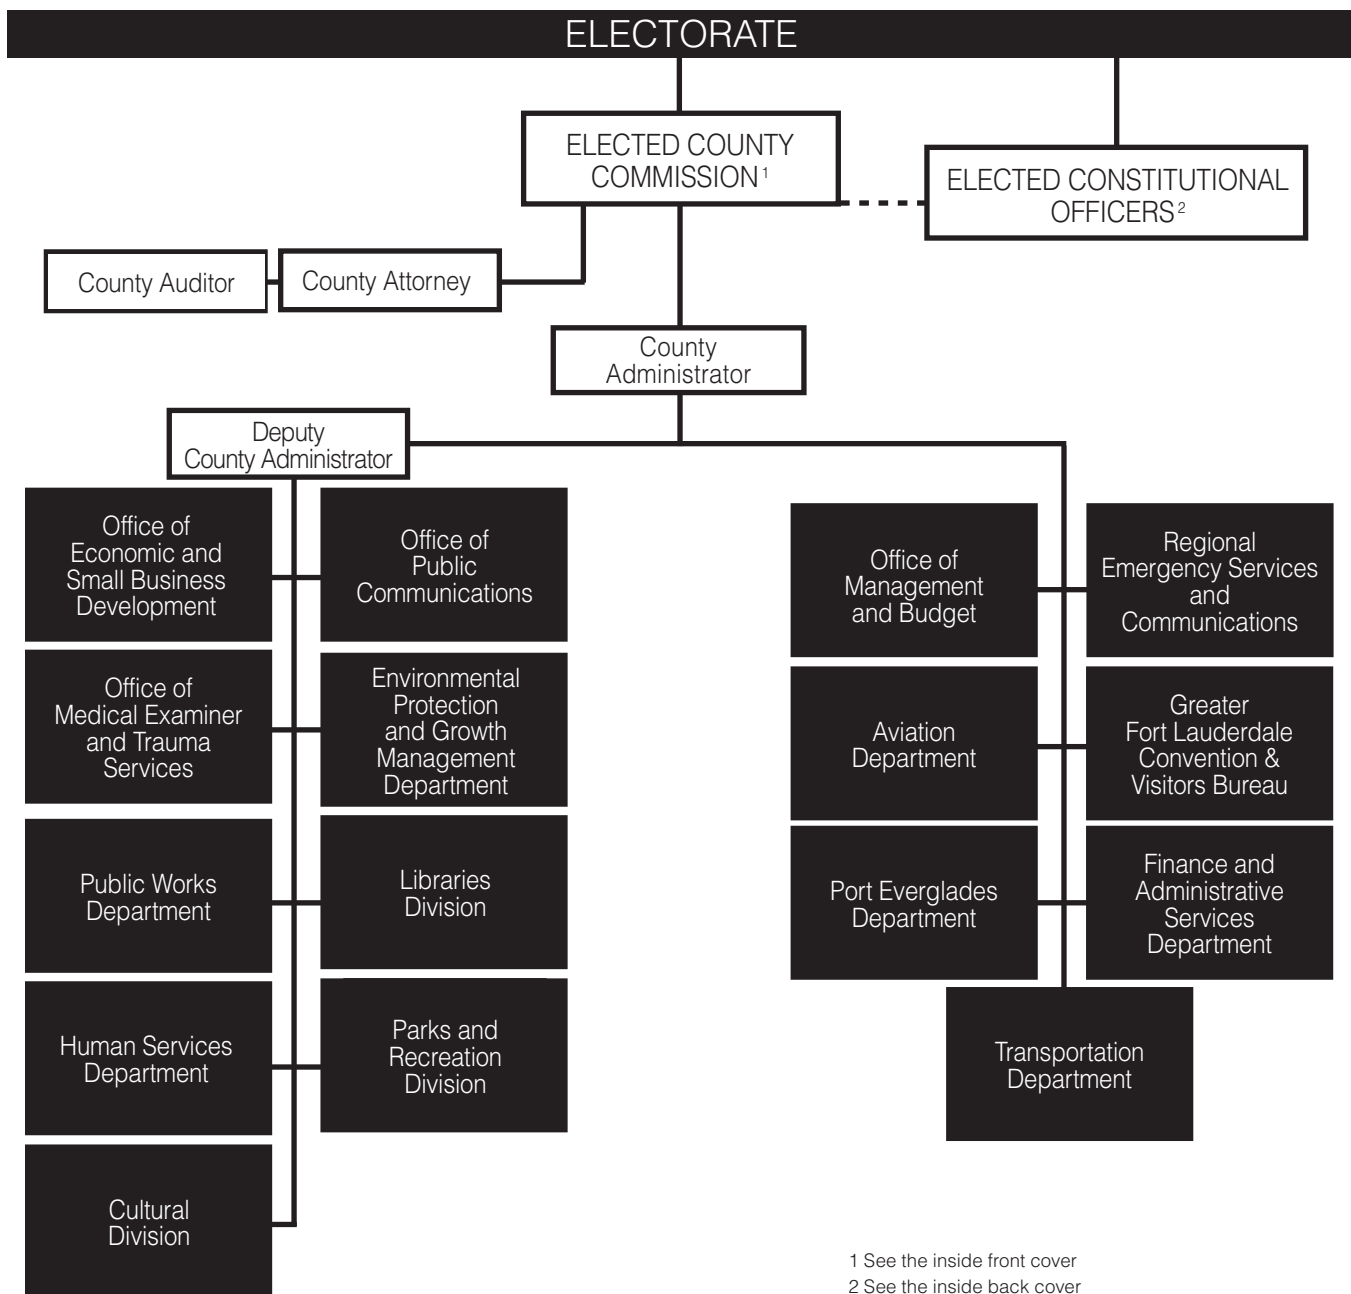 ELECTORATE
ELECTED COUNTY
COMMISSION 1
ELECTED CONSTITUTIONAL
OFFICERS 2
County Auditor
County Attorney
County
Administrator
Deputy
County Administrator
Office of
Economic and
Small Business
Development
Office of
Public
Communications
Office of
Management
and Budget
Regional
Emergency Services
and
Communications
Office of
Medical Examiner
and Trauma
Services
Environmental
Protection
and Growth
Management
Department
Aviation
Department
Greater
Fort Lauderdale
Convention &
Visitors Bureau
Public Works
Department
Libraries
Division
Port Everglades
Department
Finance and
Administrative
Services
Department
Human Services
Department
Parks and
Recreation
Division
Transportation
Department
Cultural
Division
1 See the inside front cover
2 See the inside back cover